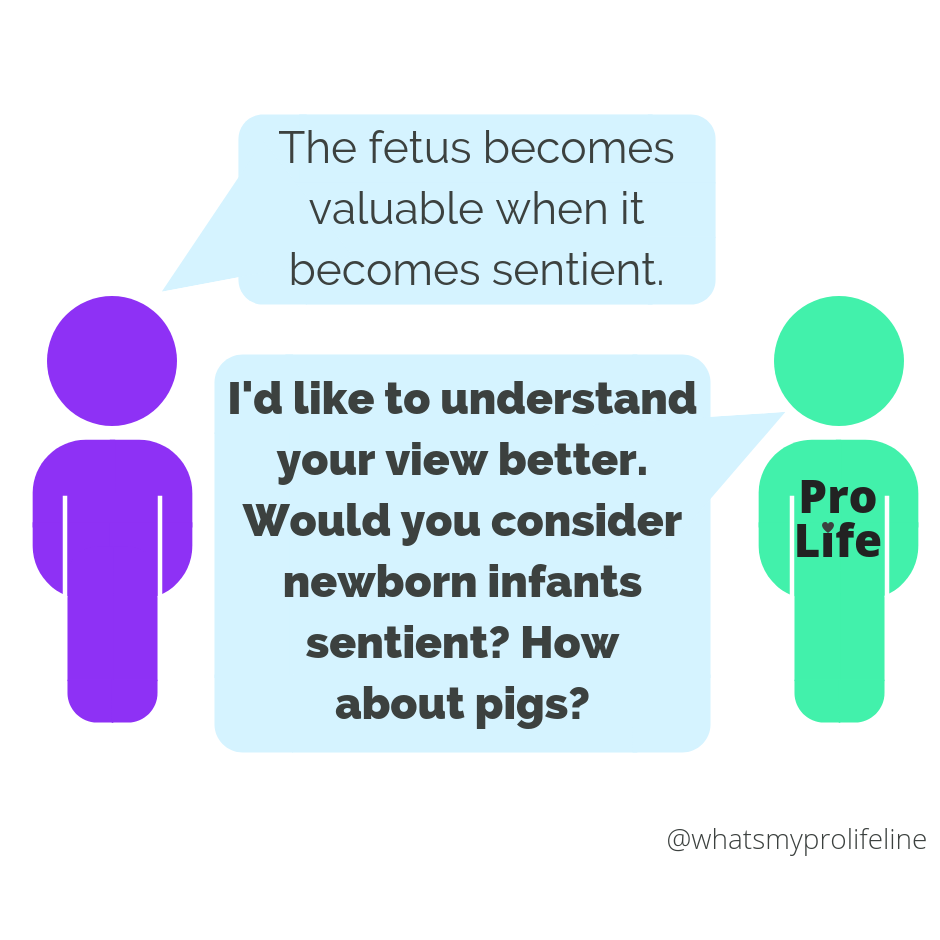 The fetus becomes
valuable when it
becomes sentient.
I'd like to understand
your view better.
Would you consider
newborn infants
sentient? How
about pigs?
Pro
Life
@whatsmyprolifeline